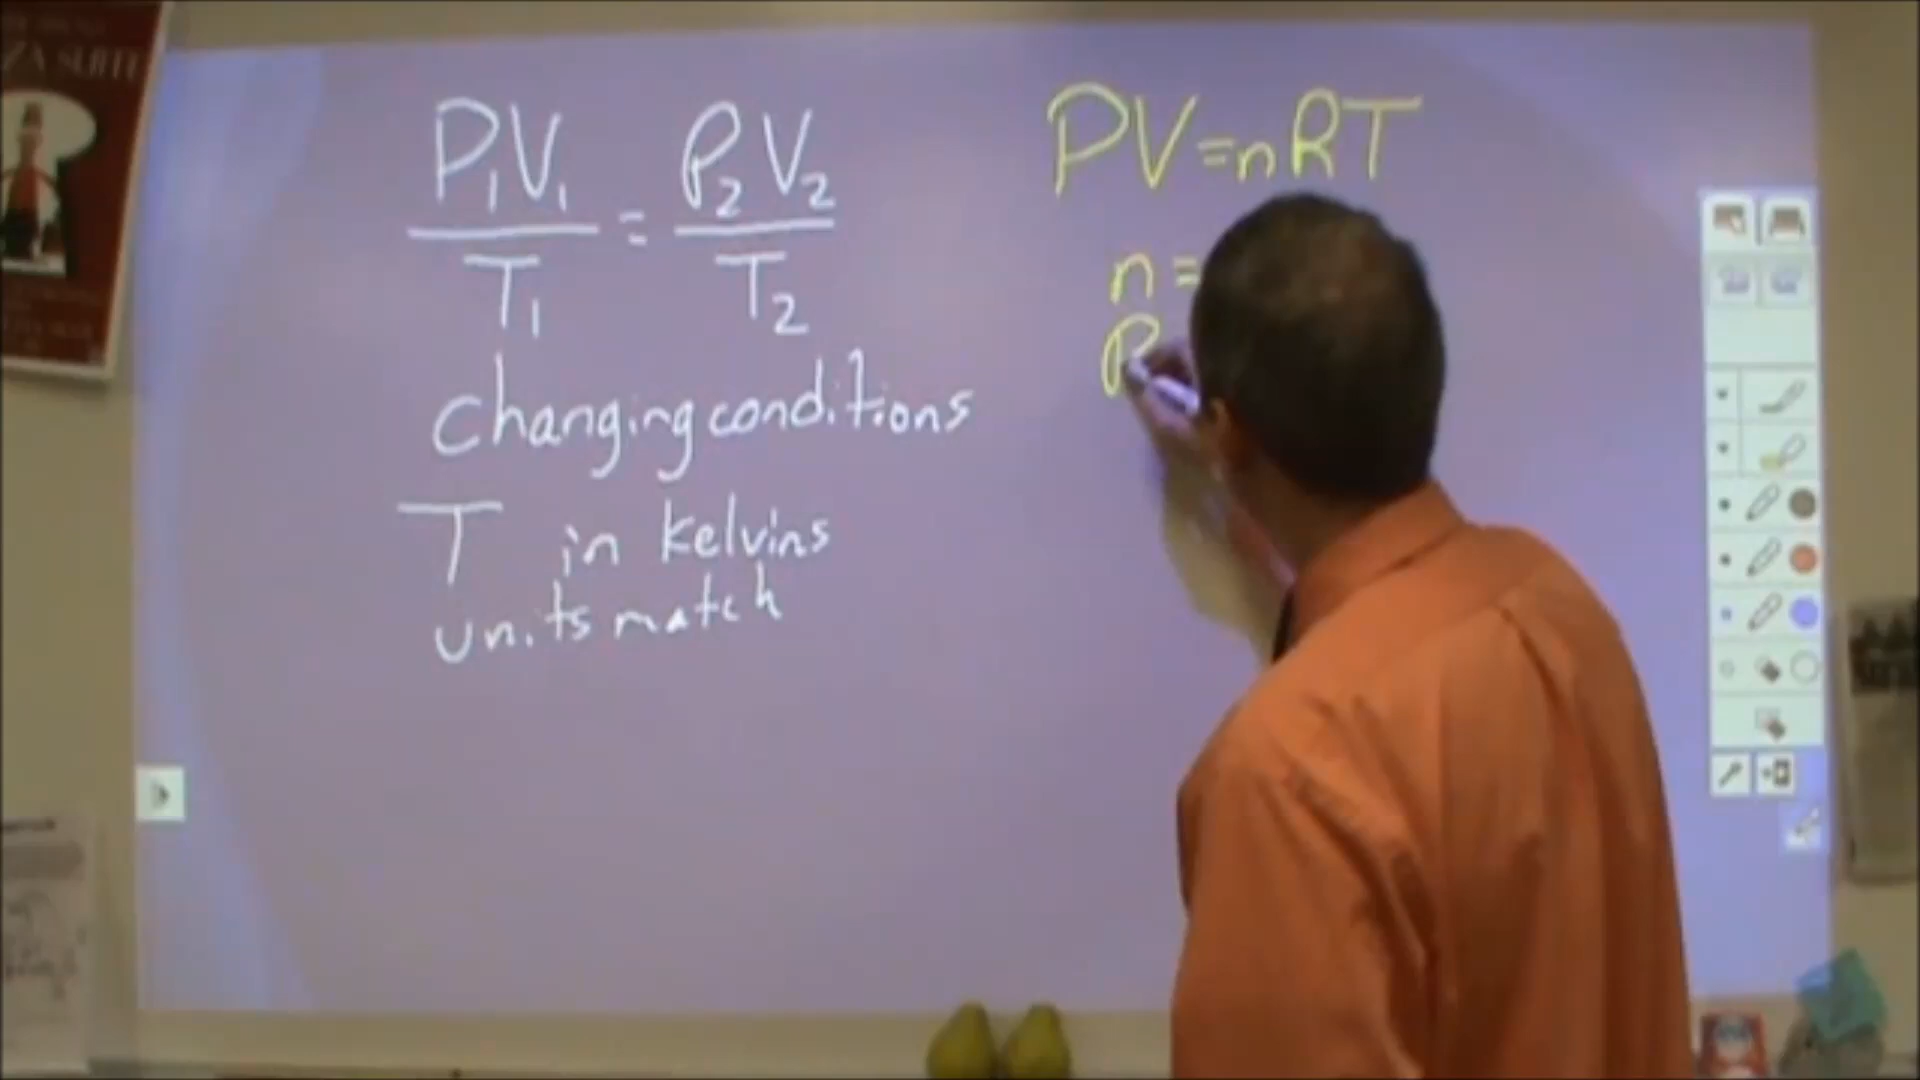 P₁V₁ = P₂V₂
T₁ T₂
changing conditions
T in Kelvins
units match
PV=nRT
n =